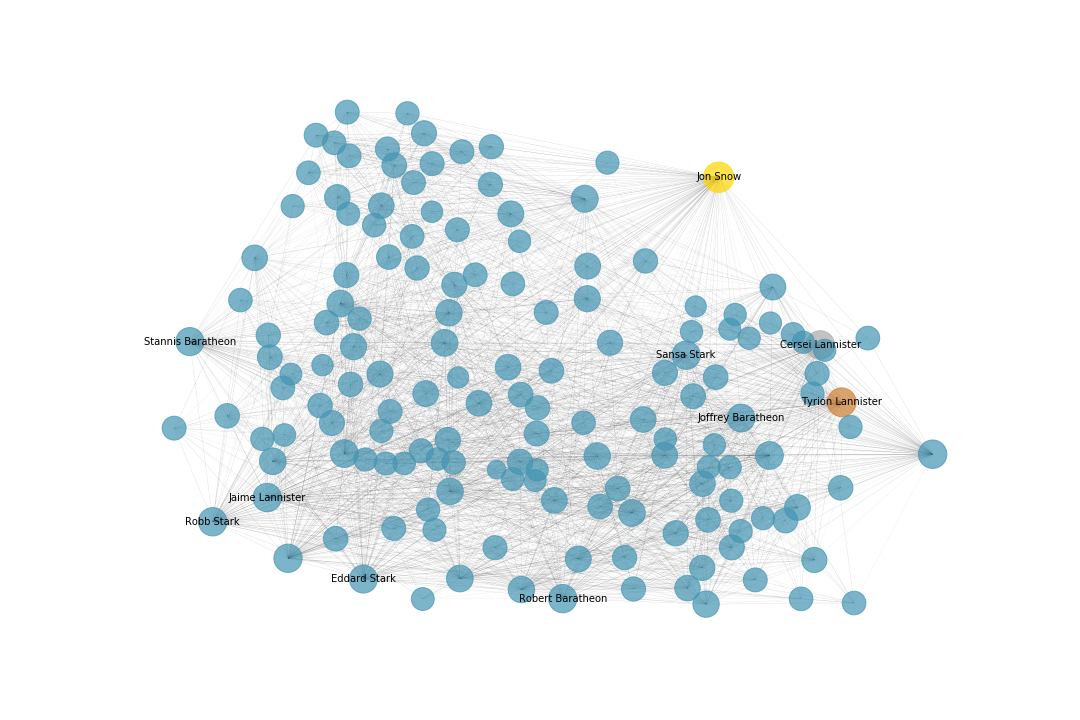 Jon Snow
Stannis Baratheon
Cersei Lannister
Sansa Stark
Tyrion Lannister
Joffrey Baratheon
Jaime Lannister
Robb Stark
Eddard Stark
Robert Baratheon